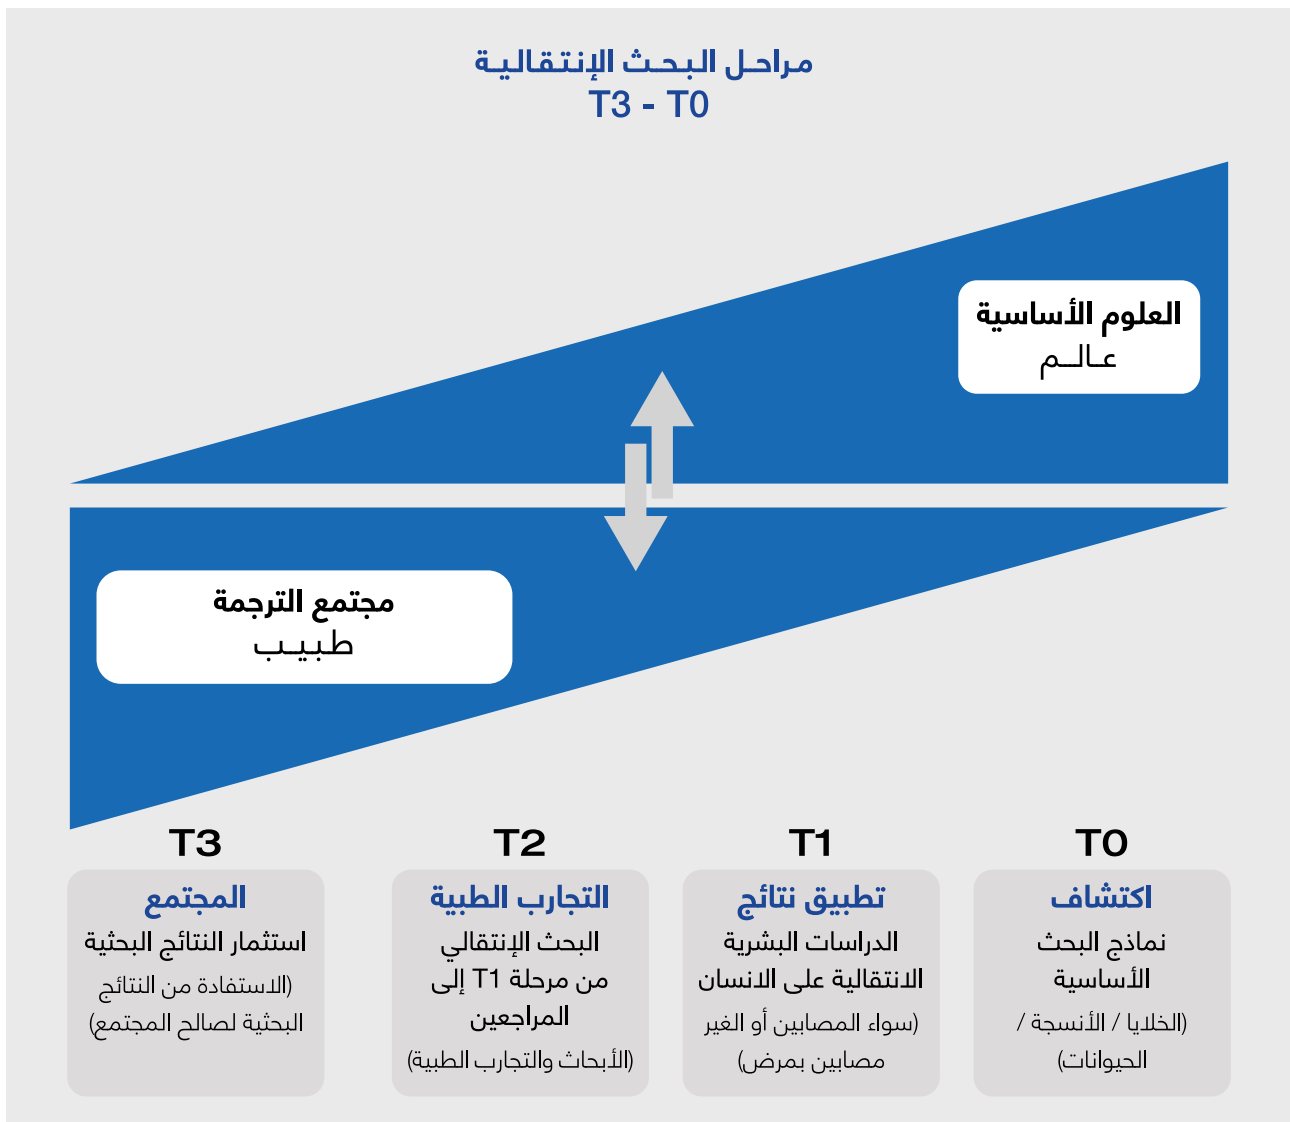 مراحل البحث الإنتقالية
T3 - T0
العلوم الأساسية
عالم
مجتمع الترجمة
طبيب
T0
اكتشاف
نماذج البحث
الأساسية
(الخلايا / الأنسجة /
الحيوانات)
T1
تطبيق نتائج
الدراسات البشرية
الانتقالية على الانسان
(سواء المصابين أو الغير
مصابين بمرض)
T2
التجارب الطبية
البحث الإنتقالي
من مرحلة T1 إلى
المراجعين
(الأبحاث والتجارب الطبية)
T3
المجتمع
استثمار النتائج البحثية
(الاستفادة من النتائج
البحثية لصالح المجتمع)